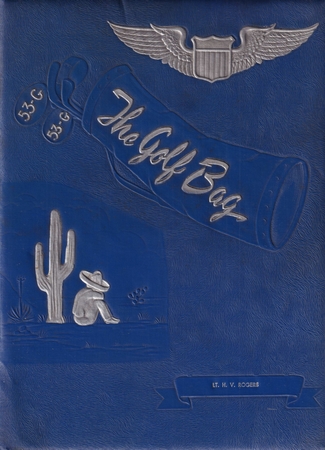 53-G
53-G
The Golf Bag
LT. H. V. ROGERS